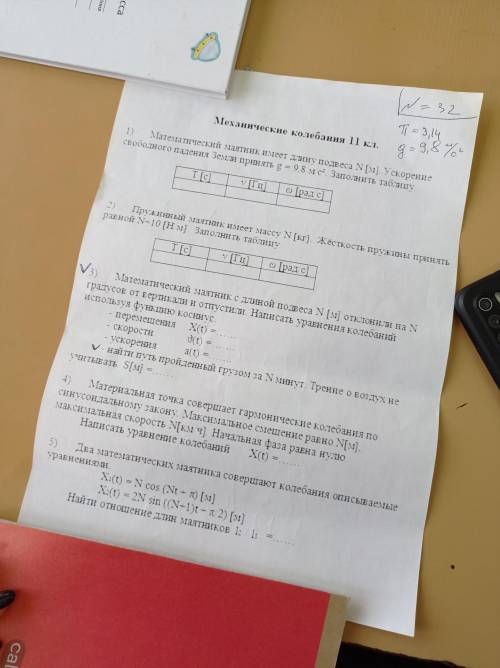 сса
N = 32
π = 3,14
g = 9,8 м/с²
Механические колебания 11 кл.
1) Математический маятник имеет длину подвеса N [м]. Ускорение
свободного падения Земли принять g = 9,8 м с². Заполнить таблицу
T [с] ν [Гц] ω [рад с]
2) Пружинный маятник имеет массу N [кг]. Жёсткость пружины принять
равной N+10 [Н м]. Заполнить таблицу
T [с] ν [Гц] ω [рад с]
3) Математический маятник с длиной подвеса N [м] отклонили на N
градусов от вертикали и отпустили. Написать уравнения колебаний
используя функцию косинус.
- перемещения X(t) = ......
- скорости ϑ(t) = ......
- ускорения a(t) = ......
- найти путь пройденный грузом за N минут. Трение о воздух не
учитывать. S[м] = ......
4) Материальная точка совершает гармонические колебания по
синусоидальному закону. Максимальное смещение равно N[м],
максимальная скорость N[км ч]. Начальная фаза равна нулю
Написать уравнение колебаний X(t) = ......
5) Два математических маятника совершают колебания описываемые
уравнениями.
X₁(t) = N cos (Nt + π) [м]
X₂(t) = 2N sin ((N+1)t + π 2) [м]
Найти отношение длин маятников l₂ l₁ = ......